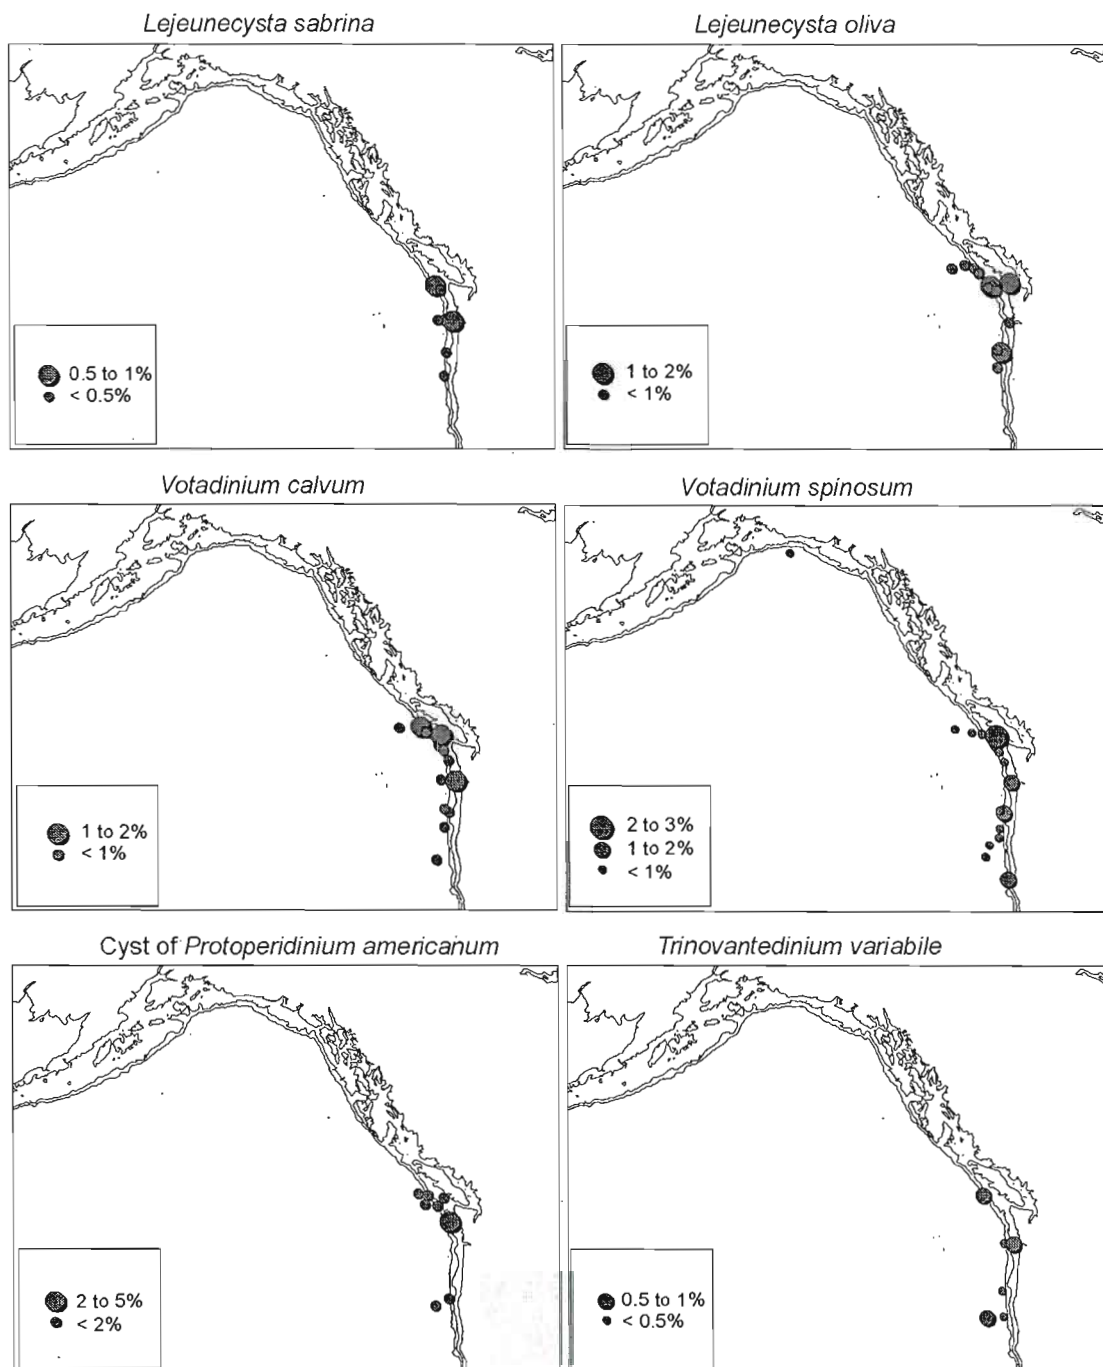 Lejeunecysta sabrina
Lejeunecysta oliva
0.5 to 1%
< 0.5%
1 to 2%
< 1%
Votadinium calvum
Votadinium spinosum
1 to 2%
< 1%
2 to 3%
1 to 2%
< 1%
Cyst of Protoperidinium americanum
Trinovantedinium variabile
2 to 5%
< 2%
0.5 to 1%
< 0.5%